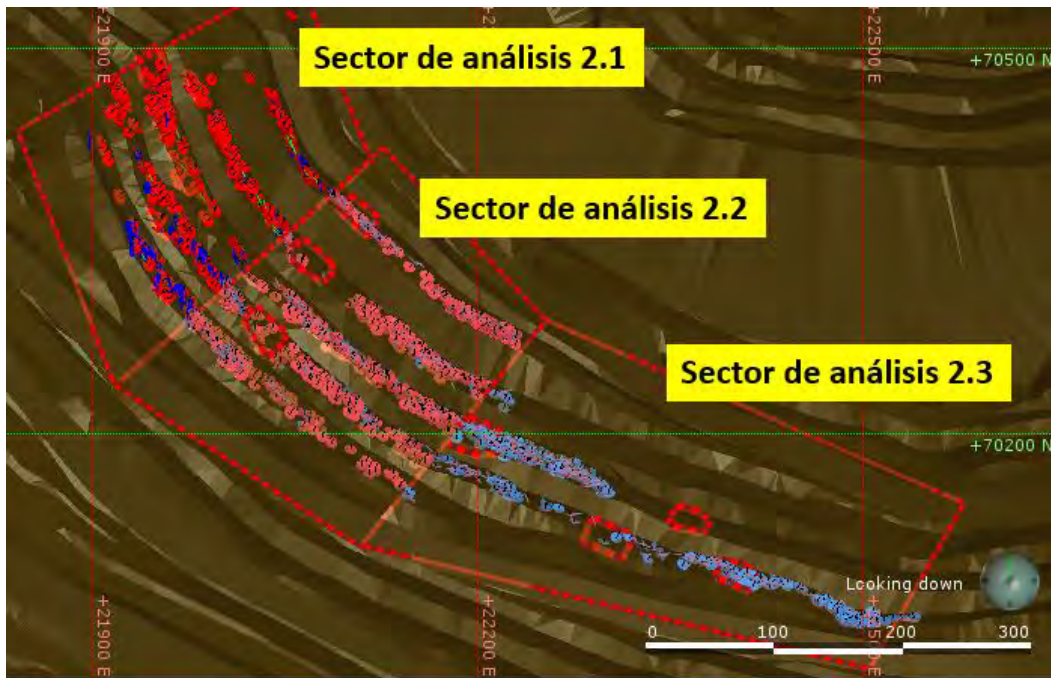 +21900 E
+2
+22500 E
+70500 N
Sector de análisis 2.1
Sector de análisis 2.2
Sector de análisis 2.3
+70200 N
Looking down
+21900 E
+22200 E
0 100 200 300